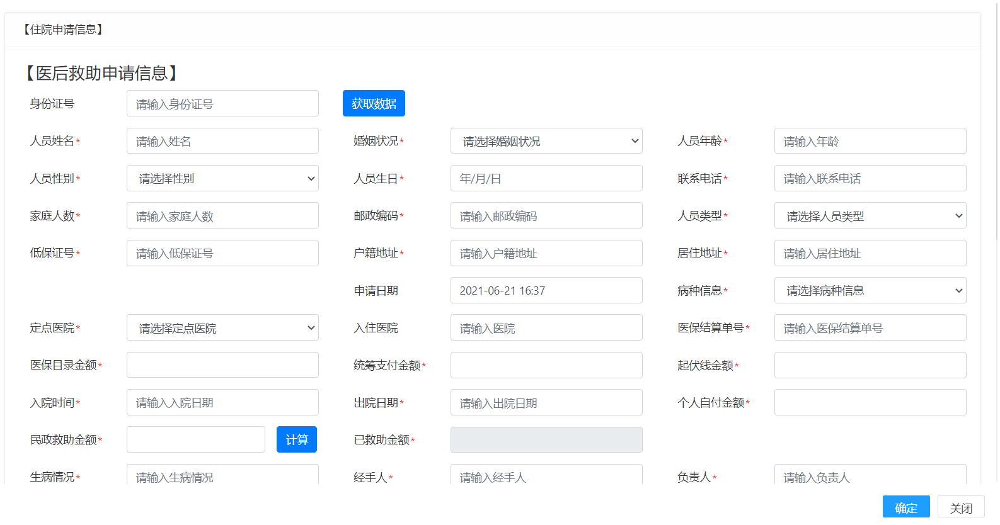 【住院申请信息】
【医后救助申请信息】
身份证号 请输入身份证号 获取数据
人员姓名* 请输入姓名 婚姻状况* 请选择婚姻状况 人员年龄* 请输入年龄
人员性别* 请选择性别 人员生日* 年/月/日 联系电话* 请输入联系电话
家庭人数* 请输入家庭人数 邮政编码* 请输入邮政编码 人员类型* 请选择人员类型
低保证号* 请输入低保证号 户籍地址* 请输入户籍地址 居住地址* 请输入居住地址
申请日期 2021-06-21 16:37 病种信息* 请选择病种信息
定点医院* 请选择定点医院 入住医院 请输入医院 医保结算单号* 请输入医保结算单号
医保目录金额* 统筹支付金额* 起伏线金额*
入院时间* 请输入入院日期 出院日期* 请输入出院日期 个人自付金额*
民政救助金额* 计算 已救助金额*
生病情况* 请输入生病情况 经手人* 请输入经手人 负责人* 请输入负责人
确定 关闭